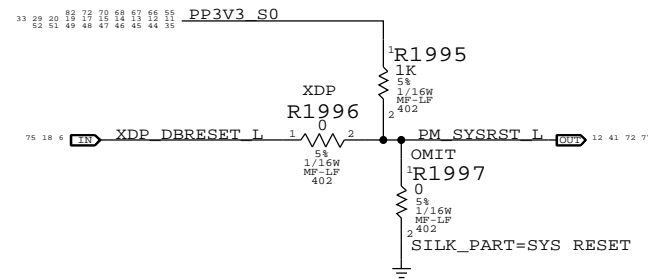 82 72 70 68 67 66 55
33 29 20 19 17 15 14 13 12 11
52 51 49 48 47 46 45 44 35
PP3V3_S0
1
R1995
1K
5%
1/16W
MF-LF
402
2
XDP
R1996
75 18 6 IN XDP_DBRESET_L 1 0 2 PM_SYSRST_L OUT 12 41 72
5%
1/16W
MF-LF
402
OMIT
1
R1997
0
5%
1/16W
MF-LF
402
2
SILK_PART=SYS RESET